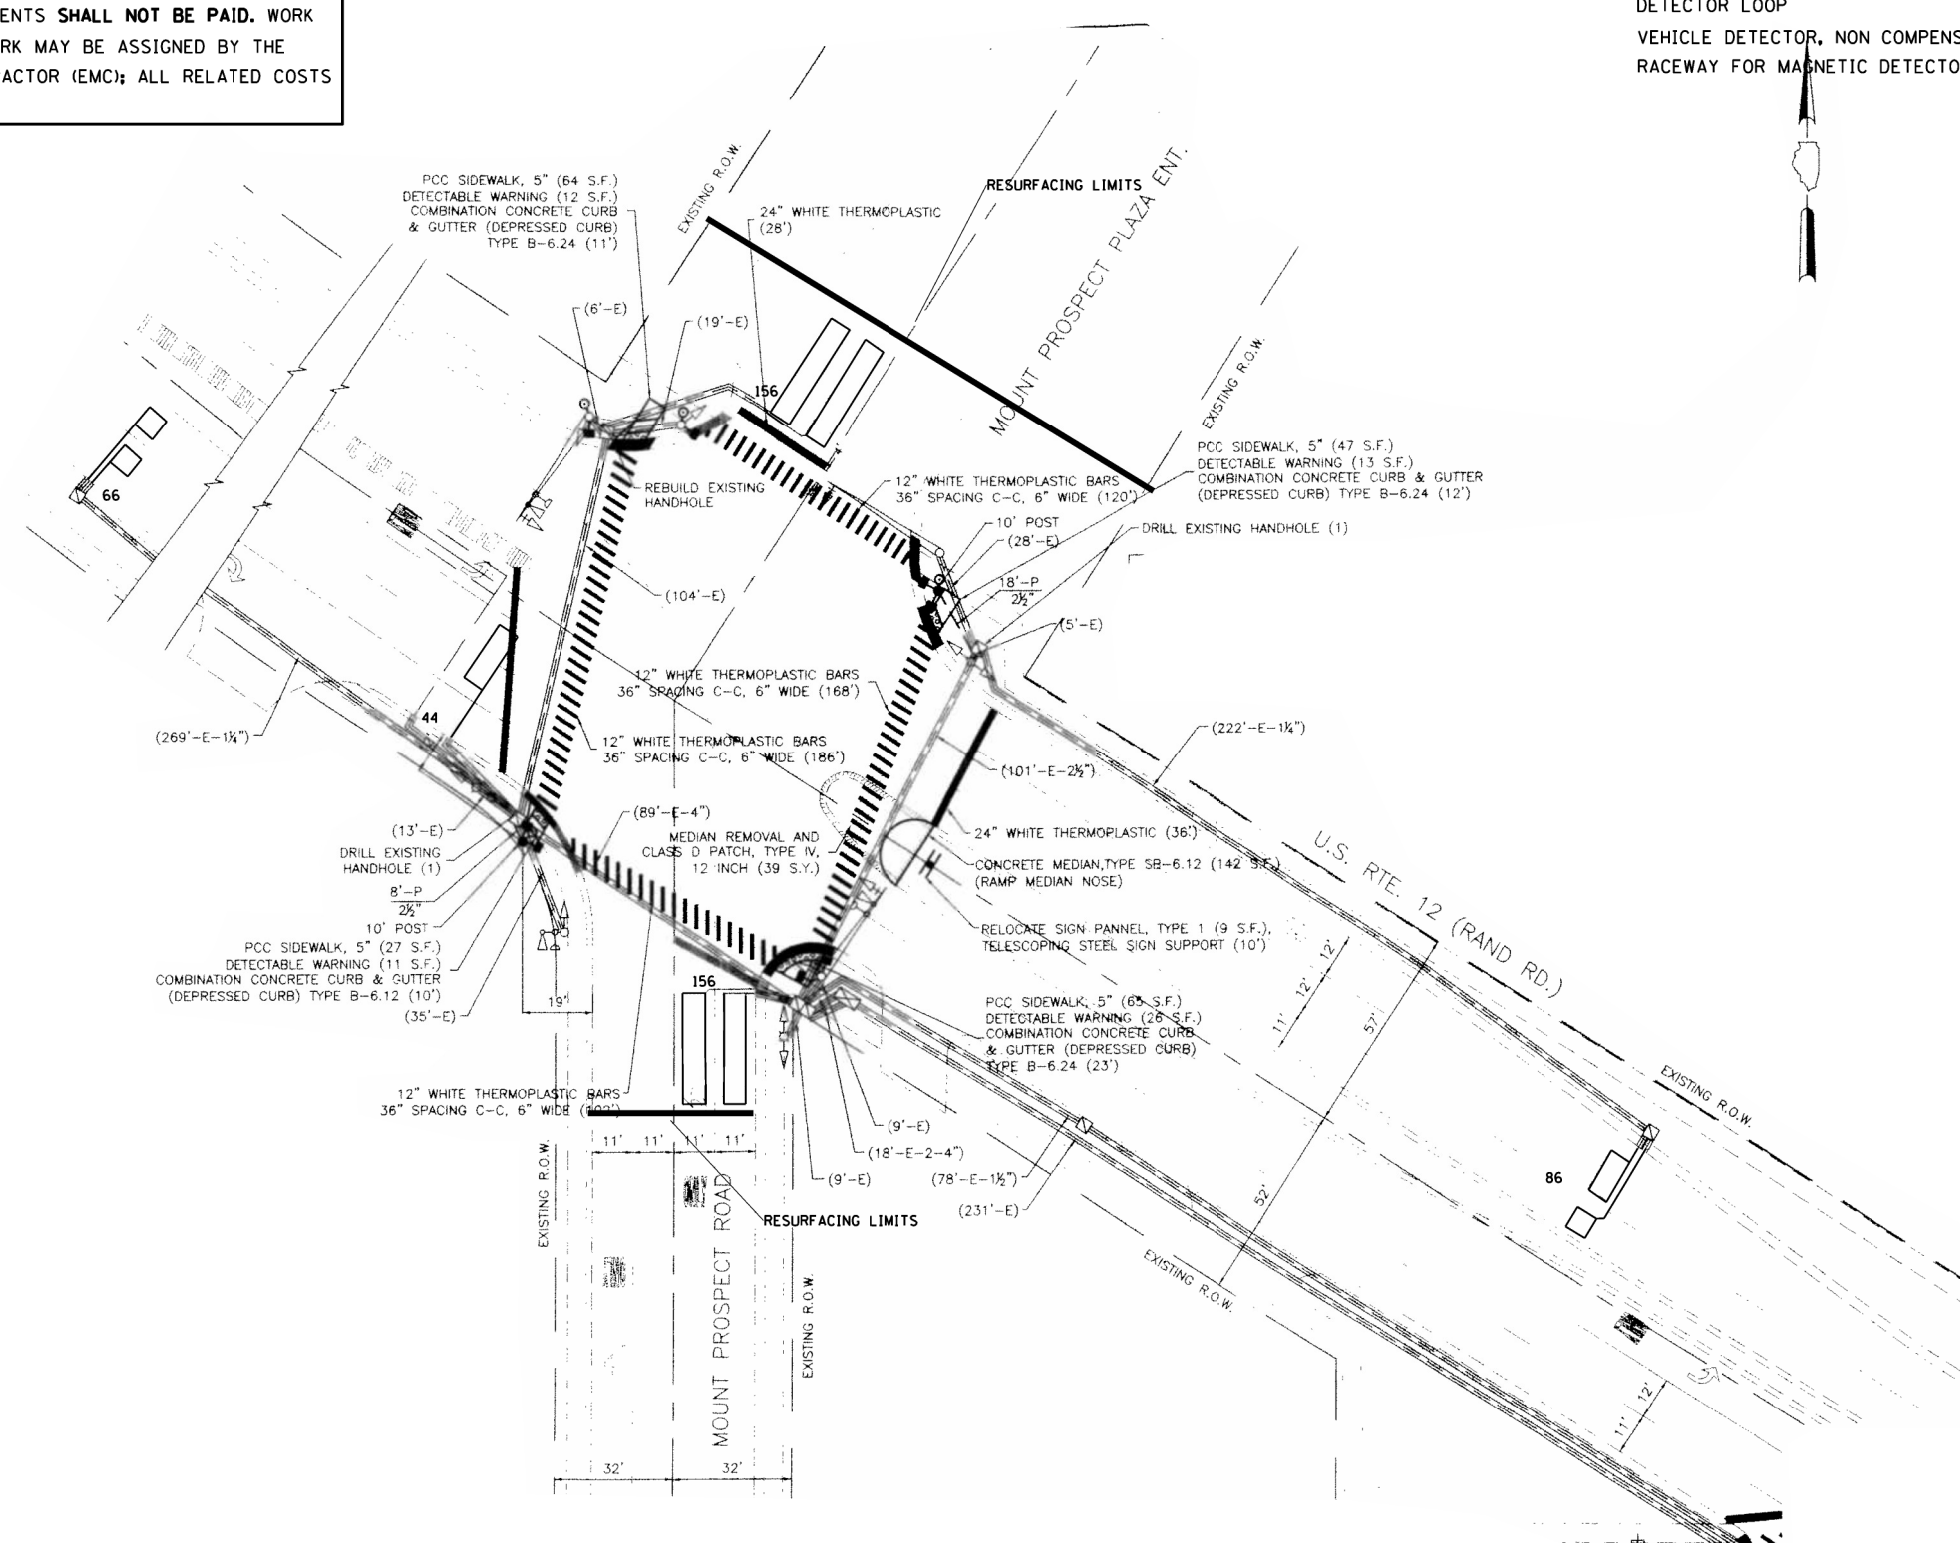 ENTS SHALL NOT BE PAID. WORK
RK MAY BE ASSIGNED BY THE
ACTOR (EMC); ALL RELATED COSTS
DETECTOR LOOP
VEHICLE DETECTOR, NON COMPENS
RACEWAY FOR MAGNETIC DETECTO
PCC SIDEWALK, 5" (64 S.F.)
DETECTABLE WARNING (12 S.F.)
COMBINATION CONCRETE CURB
& GUTTER (DEPRESSED CURB)
TYPE B-6.24 (11')
EXISTING R.O.W.
24" WHITE THERMOPLASTIC
(28')
RESURFACING LIMITS
MOUNT PROSPECT PLAZA ENT.
EXISTING R.O.W.
(6'-E)
(19'-E)
156
66
REBUILD EXISTING
HANDHOLE
12" WHITE THERMOPLASTIC BARS
36" SPACING C-C, 6" WIDE (120')
PCC SIDEWALK, 5" (47 S.F.)
DETECTABLE WARNING (13 S.F.)
COMBINATION CONCRETE CURB & GUTTER
(DEPRESSED CURB) TYPE B-6.24 (12')
10' POST
(28'-E)
DRILL EXISTING HANDHOLE (1)
18'-P
2½"
(104'-E)
(5'-E)
12" WHITE THERMOPLASTIC BARS
36" SPACING C-C, 6" WIDE (168')
44
(269'-E-1¼")
12" WHITE THERMOPLASTIC BARS
36" SPACING C-C, 6" WIDE (186')
(222'-E-1¼")
(101'-E-2½")
(89'-E-4")
(13'-E)
DRILL EXISTING
HANDHOLE (1)
8'-P
2½"
10' POST
MEDIAN REMOVAL AND
CLASS D PATCH, TYPE IV,
12 INCH (39 S.Y.)
24" WHITE THERMOPLASTIC (36')
CONCRETE MEDIAN,TYPE SB-6.12 (142 S.F.)
(RAMP MEDIAN NOSE)
RELOCATE SIGN PANNEL, TYPE 1 (9 S.F.),
TELESCOPING STEEL SIGN SUPPORT (10')
U.S. RTE. 12 (RAND RD.)
PCC SIDEWALK, 5" (27 S.F.)
DETECTABLE WARNING (11 S.F.)
COMBINATION CONCRETE CURB & GUTTER
(DEPRESSED CURB) TYPE B-6.12 (10')
(35'-E)
19'
156
PCC SIDEWALK, 5" (65 S.F.)
DETECTABLE WARNING (26 S.F.)
COMBINATION CONCRETE CURB
& GUTTER (DEPRESSED CURB)
TYPE B-6.24 (23')
12'
12'
11'
57'
52'
EXISTING R.O.W.
12" WHITE THERMOPLASTIC BARS
36" SPACING C-C, 6" WIDE
11' 11' 11' 11'
(9'-E)
(18'-E-2-4")
(9'-E)
(78'-E-1½")
(231'-E)
86
RESURFACING LIMITS
EXISTING R.O.W.
MOUNT PROSPECT ROAD
EXISTING R.O.W.
EXISTING R.O.W.
12'
11'
32'
32'